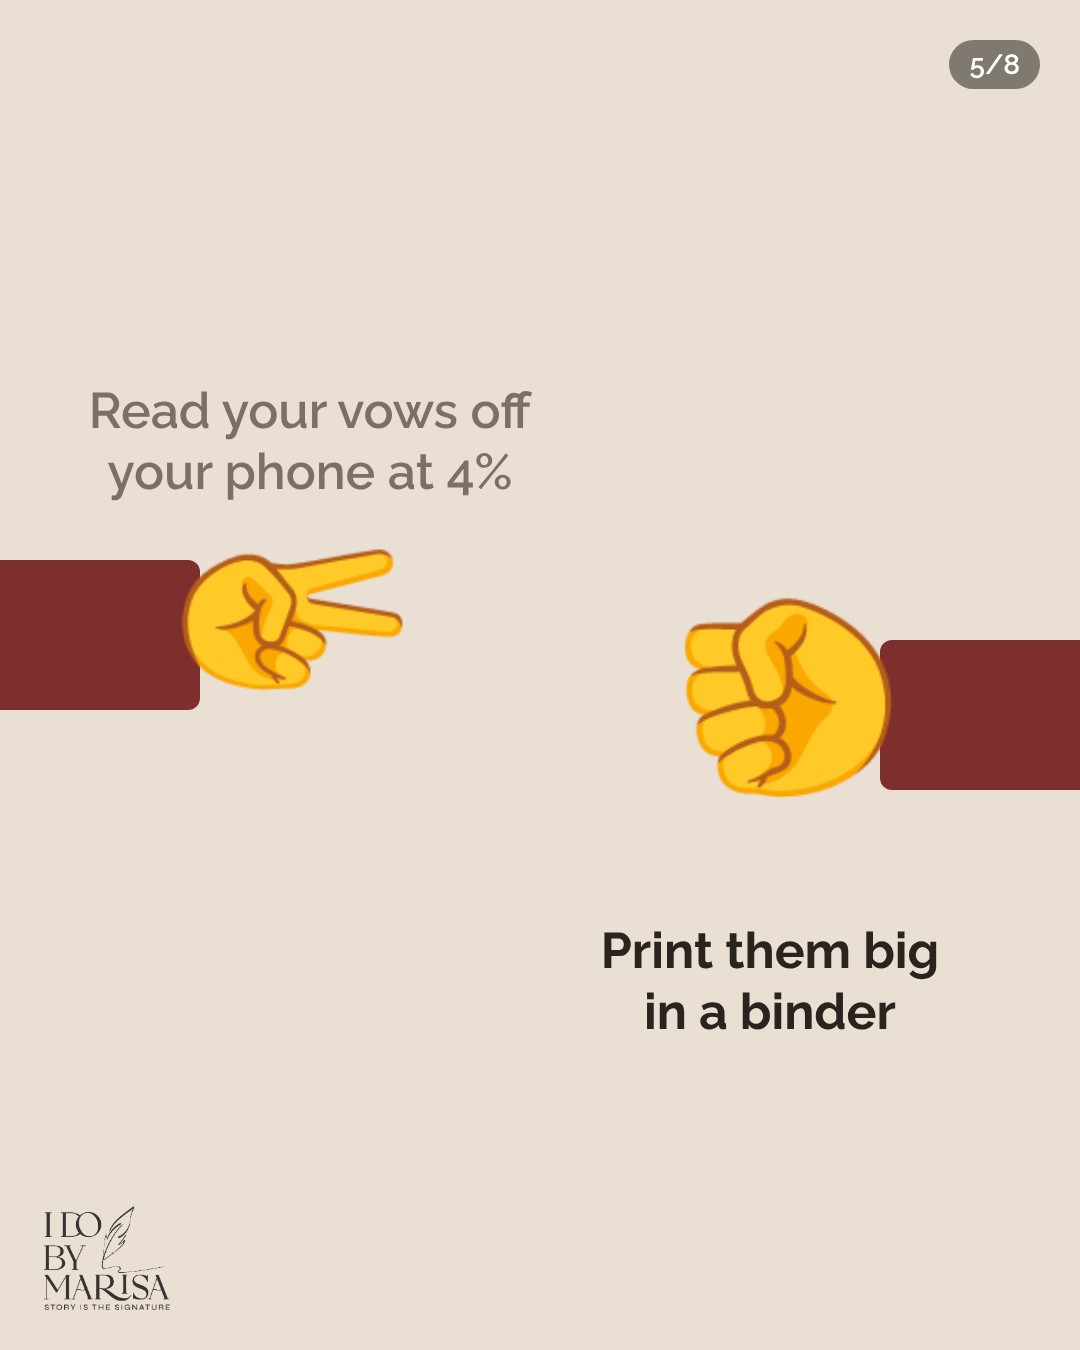 5/8
Read your vows off
your phone at 4%
Print them big
in a binder
I DO
BY
MARISA
STORY IS THE SIGNATURE